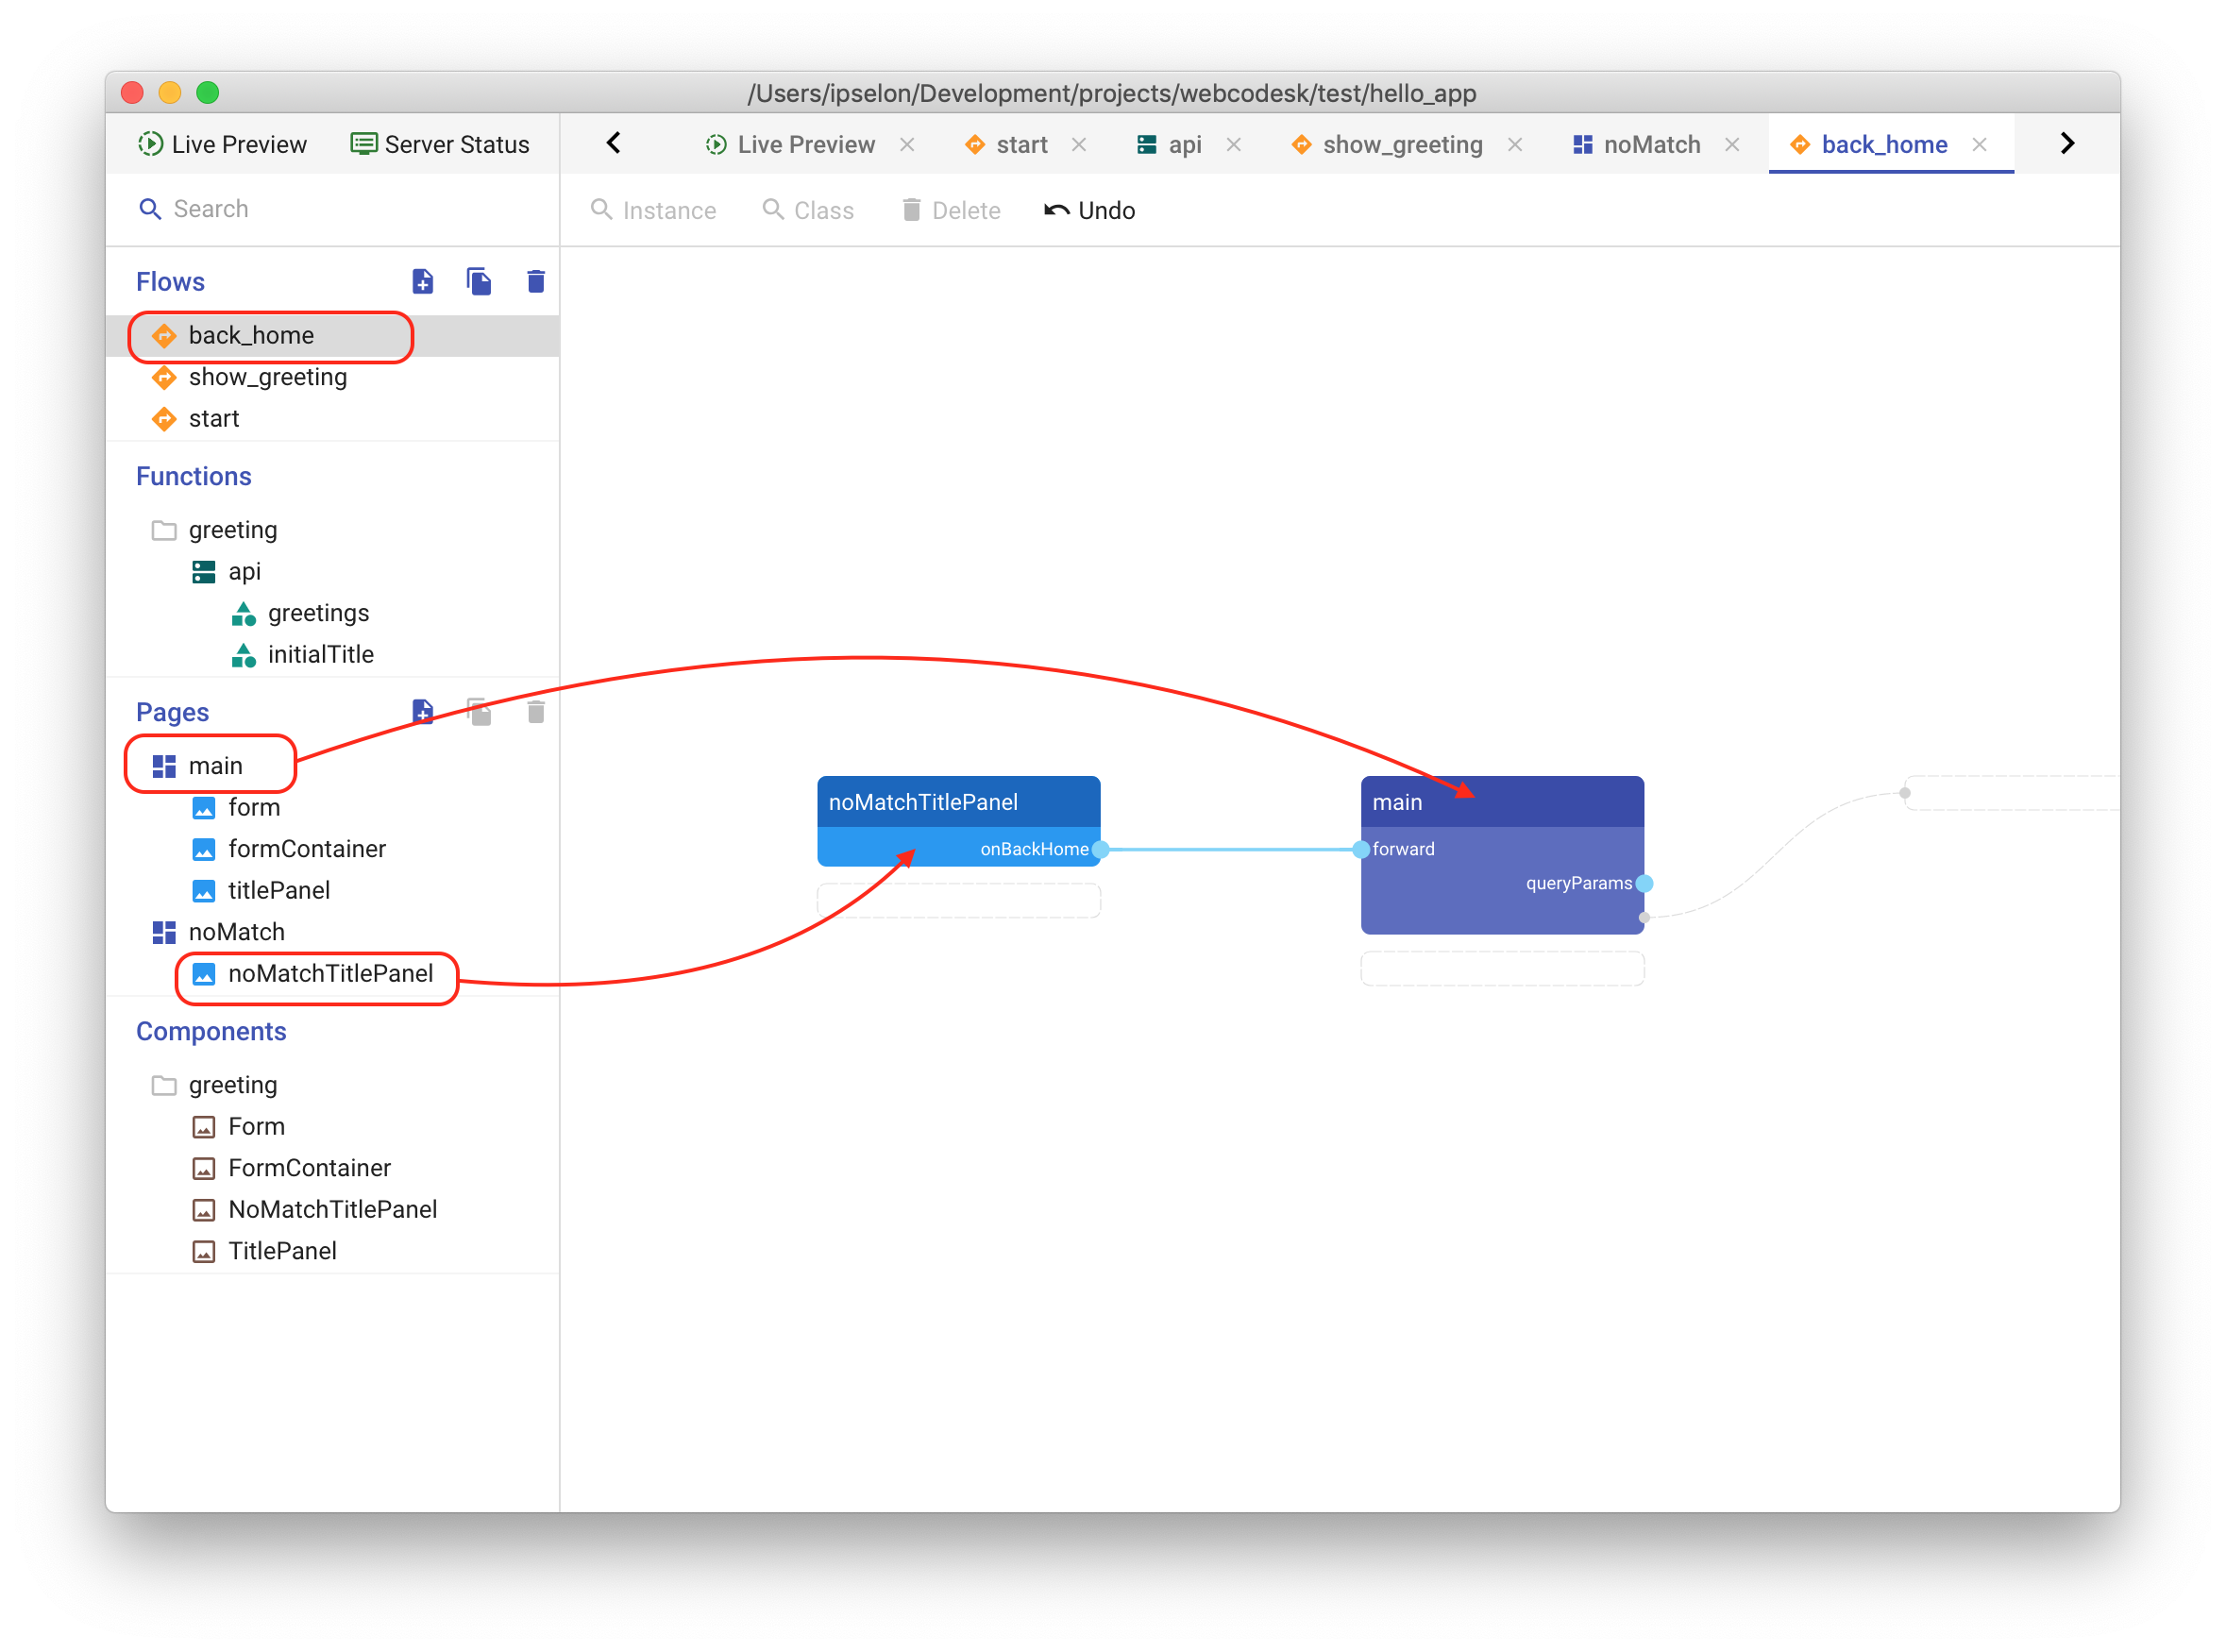 /Users/ipselon/Development/projects/webcodesk/test/hello_app
Live Preview Server Status Live Preview start api show_greeting noMatch back_home
Search Instance Class Delete Undo
Flows
back_home
show_greeting
start
Functions
greeting
api
greetings
initialTitle
Pages
main
form
formContainer
titlePanel
noMatch
noMatchTitlePanel
Components
greeting
Form
FormContainer
NoMatchTitlePanel
TitlePanel
noMatchTitlePanel
onBackHome
main
forward
queryParams